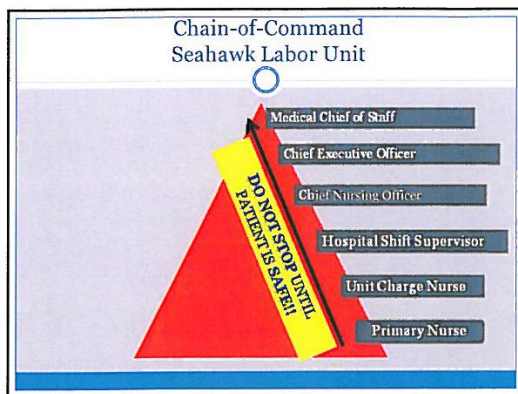 Chain-of-Command
Seahawk Labor Unit
Medical Chief of Staff
Chief Executive Officer
Chief Nursing Officer
Hospital Shift Supervisor
Unit Charge Nurse
Primary Nurse
DO NOT STOP UNTIL
PATIENT IS SAFE!!